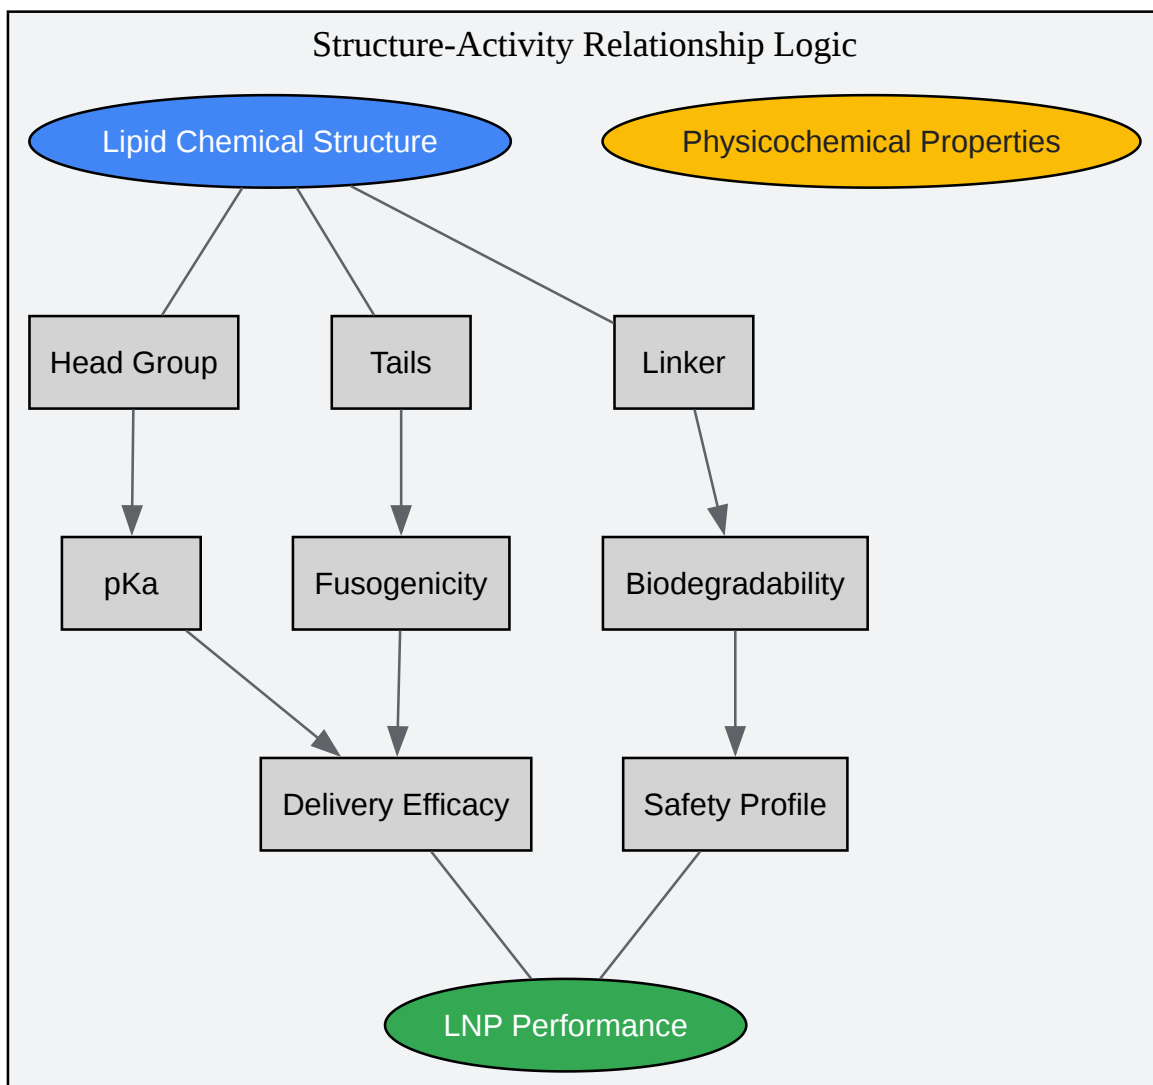 Structure-Activity Relationship Logic
Lipid Chemical Structure
Physicochemical Properties
Head Group
Tails
Linker
pKa
Fusogenicity
Biodegradability
Delivery Efficacy
Safety Profile
LNP Performance